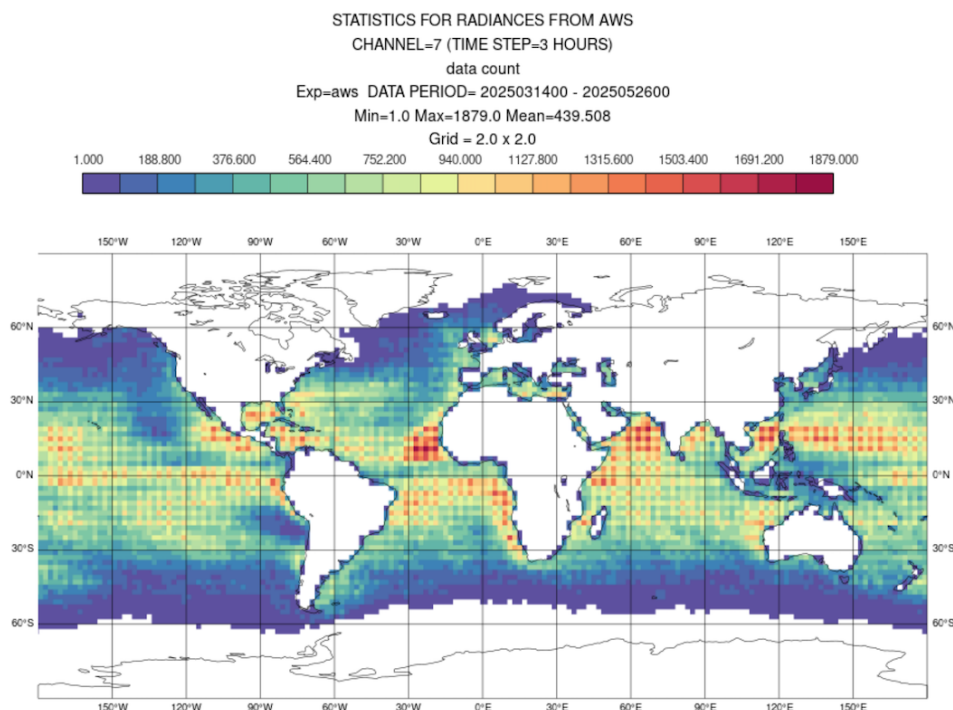 STATISTICS FOR RADIANCES FROM AWS
CHANNEL=7 (TIME STEP=3 HOURS)
data count
Exp=aws DATA PERIOD= 2025031400 - 2025052600
Min=1.0 Max=1879.0 Mean=439.508
Grid = 2.0 x 2.0
1.000 188.800 376.600 564.400 752.200 940.000 1127.800 1315.600 1503.400 1691.200 1879.000
150°W 120°W 90°W 60°W 30°W 0°E 30°E 60°E 90°E 120°E 150°E
60°N 60°N
30°N 30°N
0°N 0°N
30°S 30°S
60°S 60°S
150°W 120°W 90°W 60°W 30°W 0°E 30°E 60°E 90°E 120°E 150°E